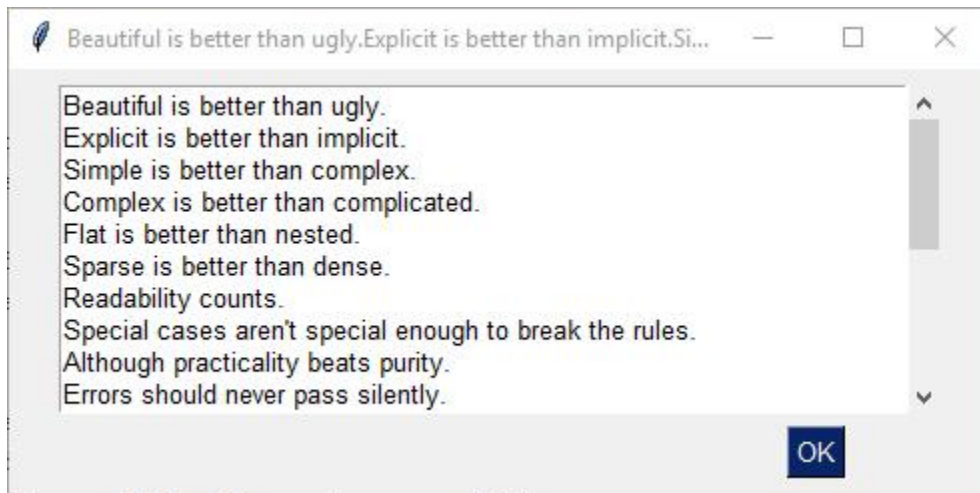 Beautiful is better than ugly.Explicit is better than implicit.Si...
Beautiful is better than ugly.
Explicit is better than implicit.
Simple is better than complex.
Complex is better than complicated.
Flat is better than nested.
Sparse is better than dense.
Readability counts.
Special cases aren't special enough to break the rules.
Although practicality beats purity.
Errors should never pass silently.
OK